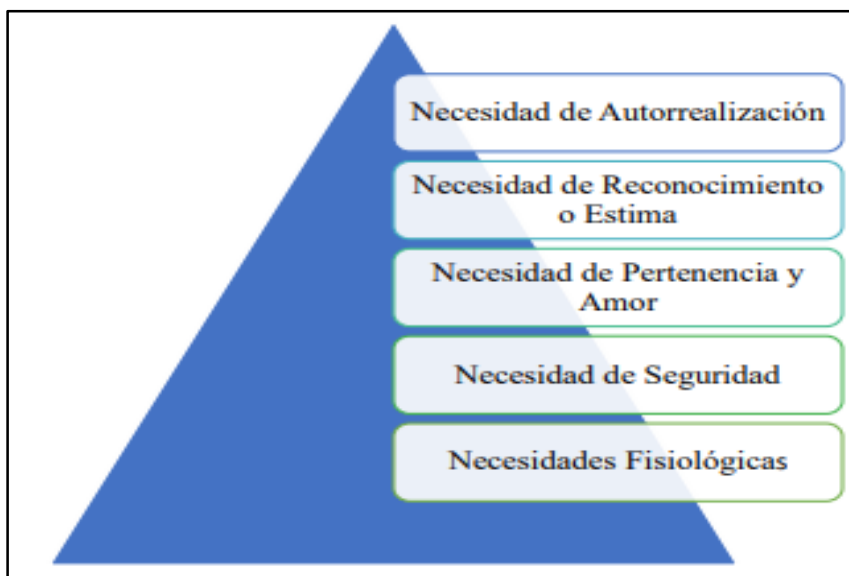 Necesidad de Autorrealización
Necesidad de Reconocimiento
o Estima
Necesidad de Pertenencia y
Amor
Necesidad de Seguridad
Necesidades Fisiológicas